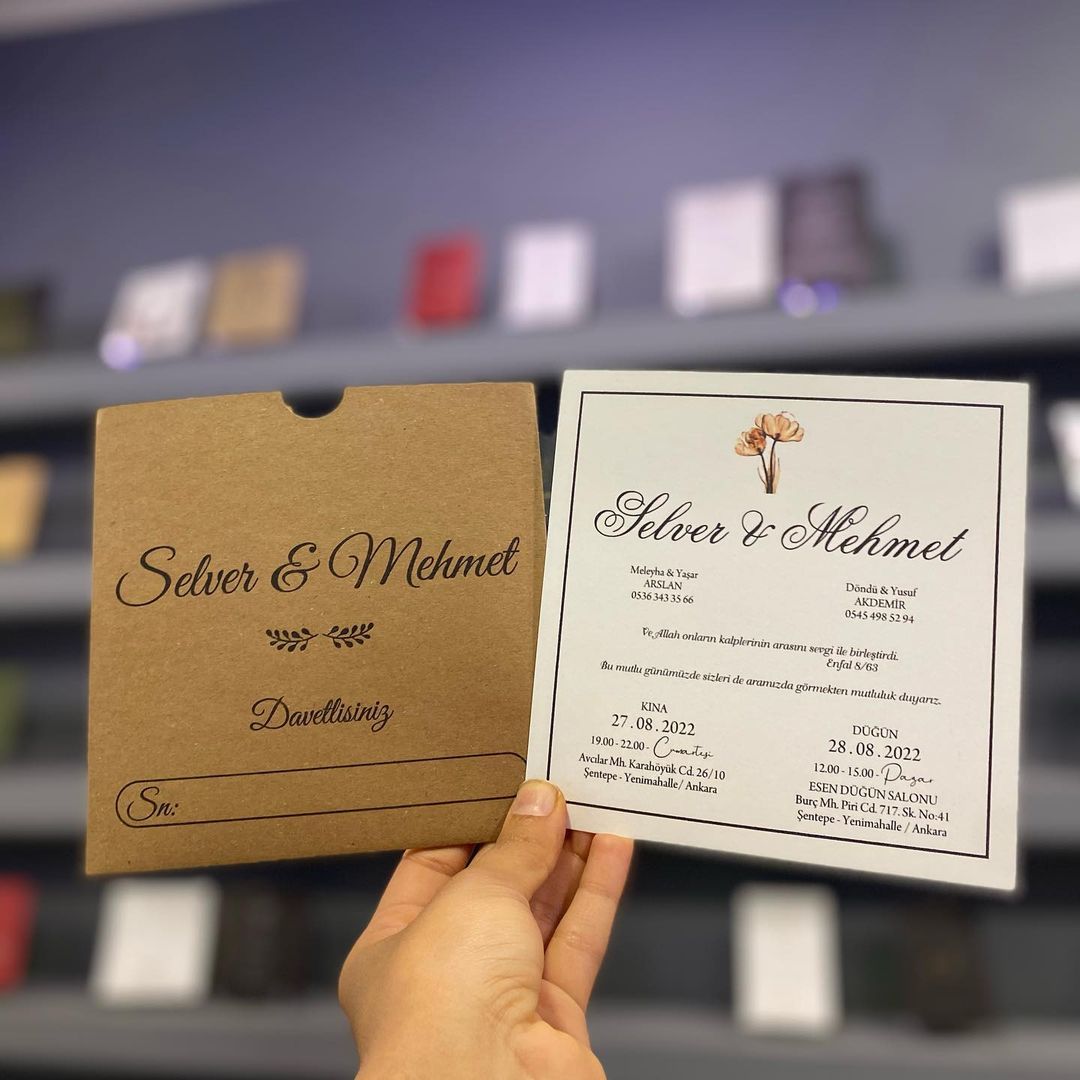 Selver & Mehmet
Davetlisiniz
Sn:
Selver & Mehmet
Meleyha & Yaşar
ARSLAN
0536 343 35 66
Döndü & Yusuf
AKDEMİR
0545 498 52 94
Ve Allah onların kalplerinin arasını sevgi ile birleştirdi.
Enfal 8/63
Bu mutlu günümüzde sizleri de aramızda görmekten mutluluk duyarız.
KINA
27.08.2022
19.00 - 22.00 - Cumartesi
Avcılar Mh. Karahöyük Cd. 26/10
Şentepe - Yenimahalle / Ankara
DÜĞÜN
28.08.2022
12.00 - 15.00 - Pazar
ESEN DÜĞÜN SALONU
Burç Mh. Piri Cd. 717. Sk. No:41
Şentepe - Yenimahalle / Ankara